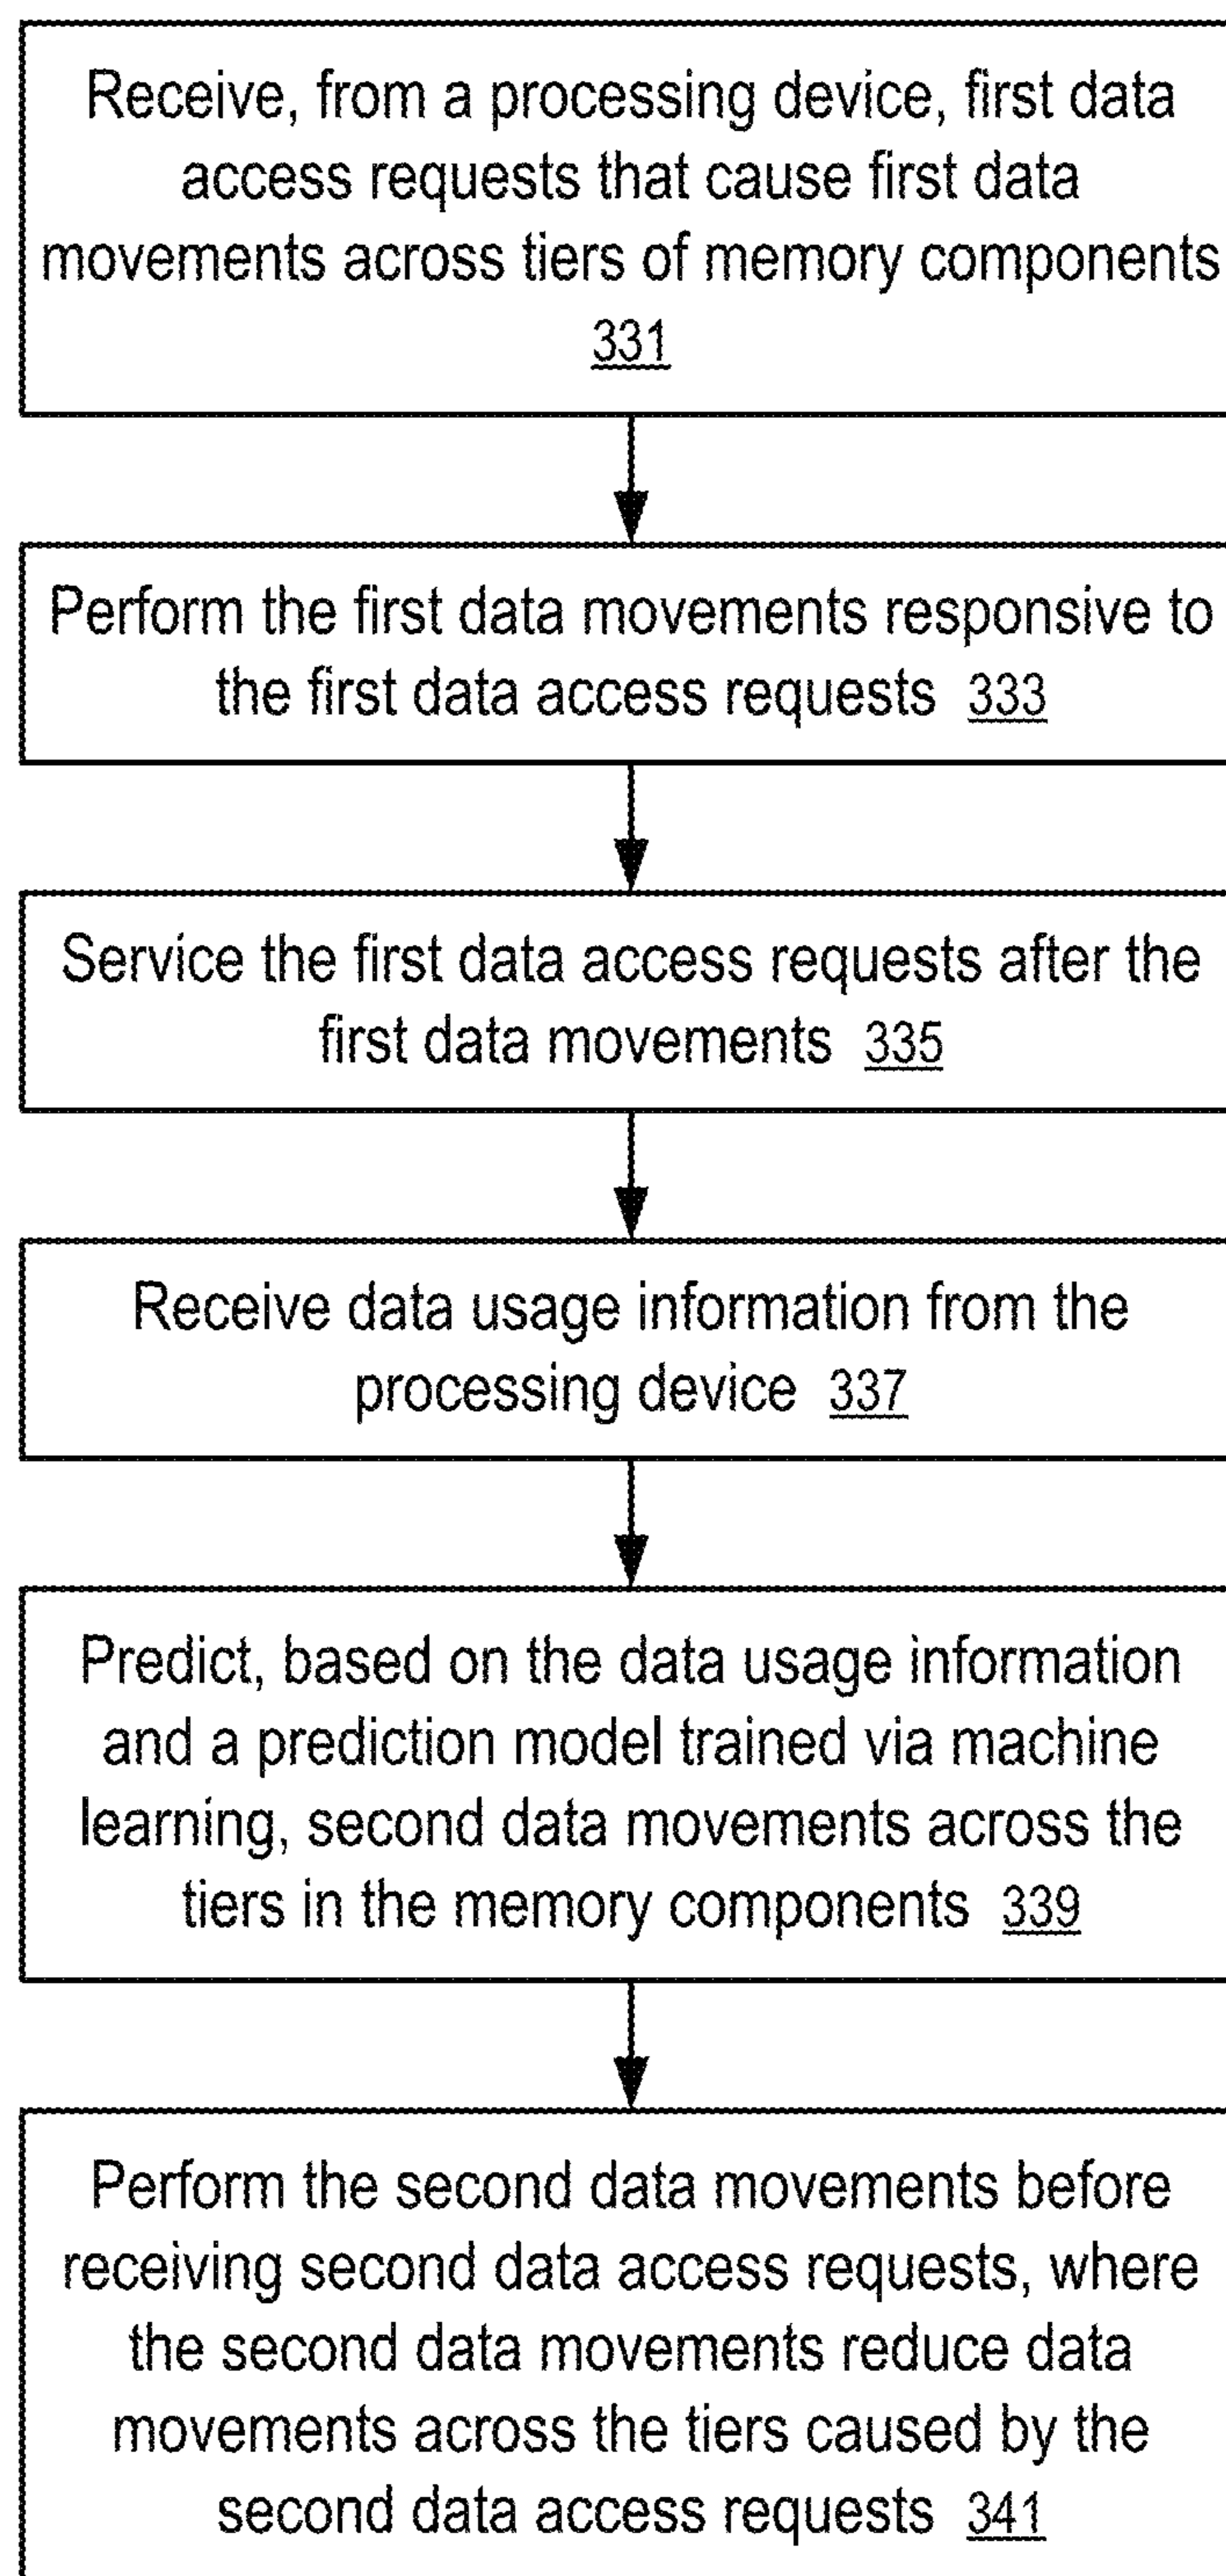 Receive, from a processing device, first data
access requests that cause first data
movements across tiers of memory components
331
Perform the first data movements responsive to
the first data access requests 333
Service the first data access requests after the
first data movements 335
Receive data usage information from the
processing device 337
Predict, based on the data usage information
and a prediction model trained via machine
learning, second data movements across the
tiers in the memory components 339
Perform the second data movements before
receiving second data access requests, where
the second data movements reduce data
movements across the tiers caused by the
second data access requests 341